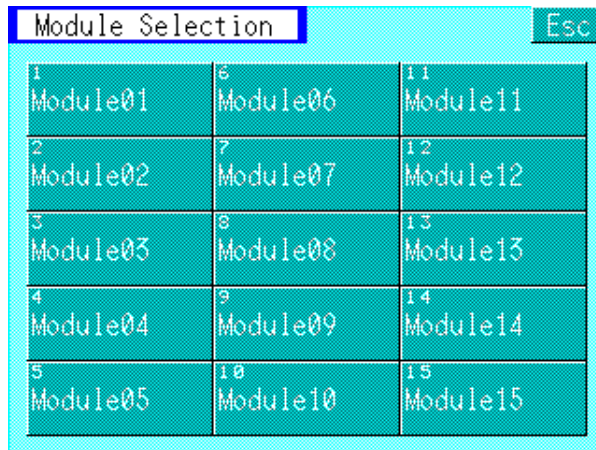 Module Selection
Esc
1
Module01
6
Module06
11
Module11
2
Module02
7
Module07
12
Module12
3
Module03
8
Module08
13
Module13
4
Module04
9
Module09
14
Module14
5
Module05
10
Module10
15
Module15